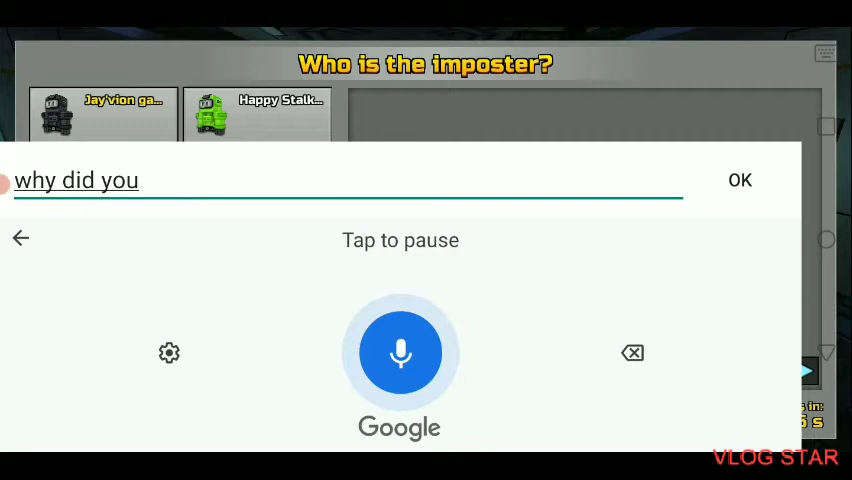 Who is the imposter?
Jay'vion ga...
Happy Stalk...
why did you
OK
Tap to pause
Google
s in:
s
VLOG STAR